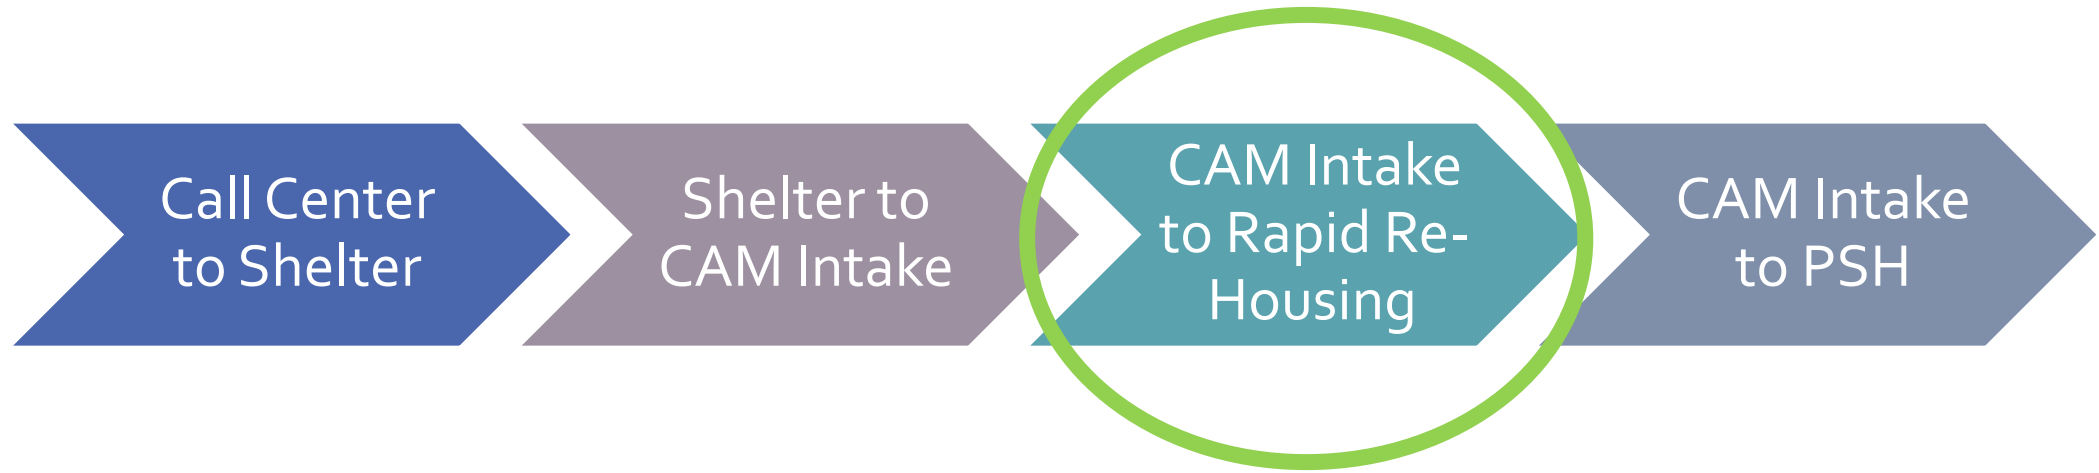 Call Center
to Shelter
Shelter to
CAM Intake
CAM Intake
to Rapid Re-
Housing
CAM Intake
to PSH